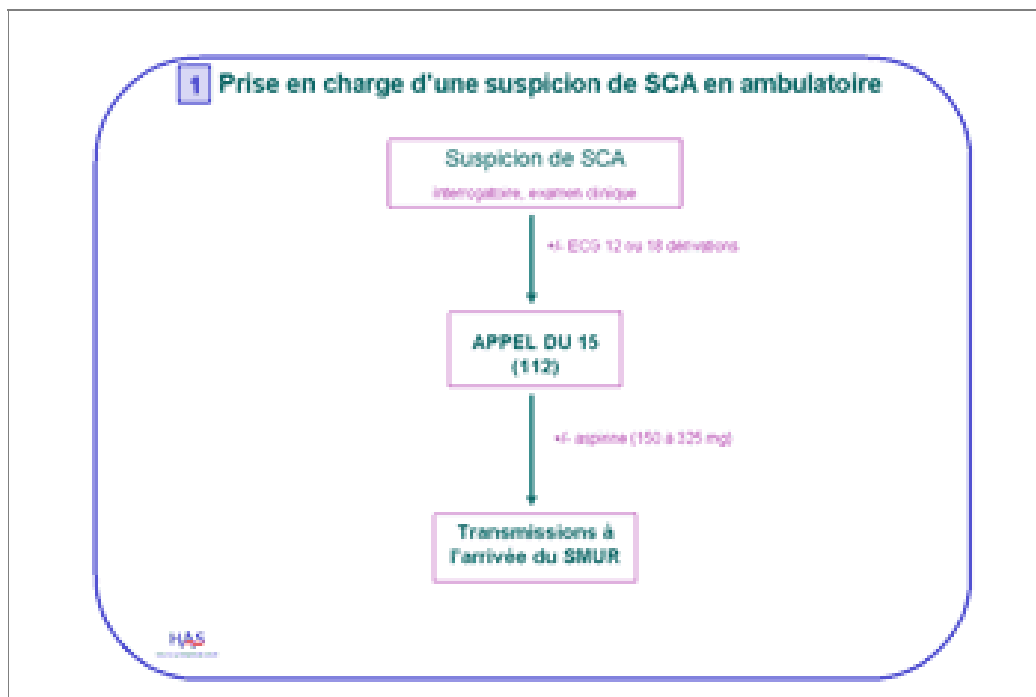 1 Prise en charge d'une suspicion de SCA en ambulatoire
Suspicion de SCA
Interrogatoire, examen clinique
+/- ECG 12 ou 18 dérivations
APPEL DU 15
(112)
+/- aspirine (150 à 325 mg)
Transmissions à
l'arrivée du SMUR
HAS